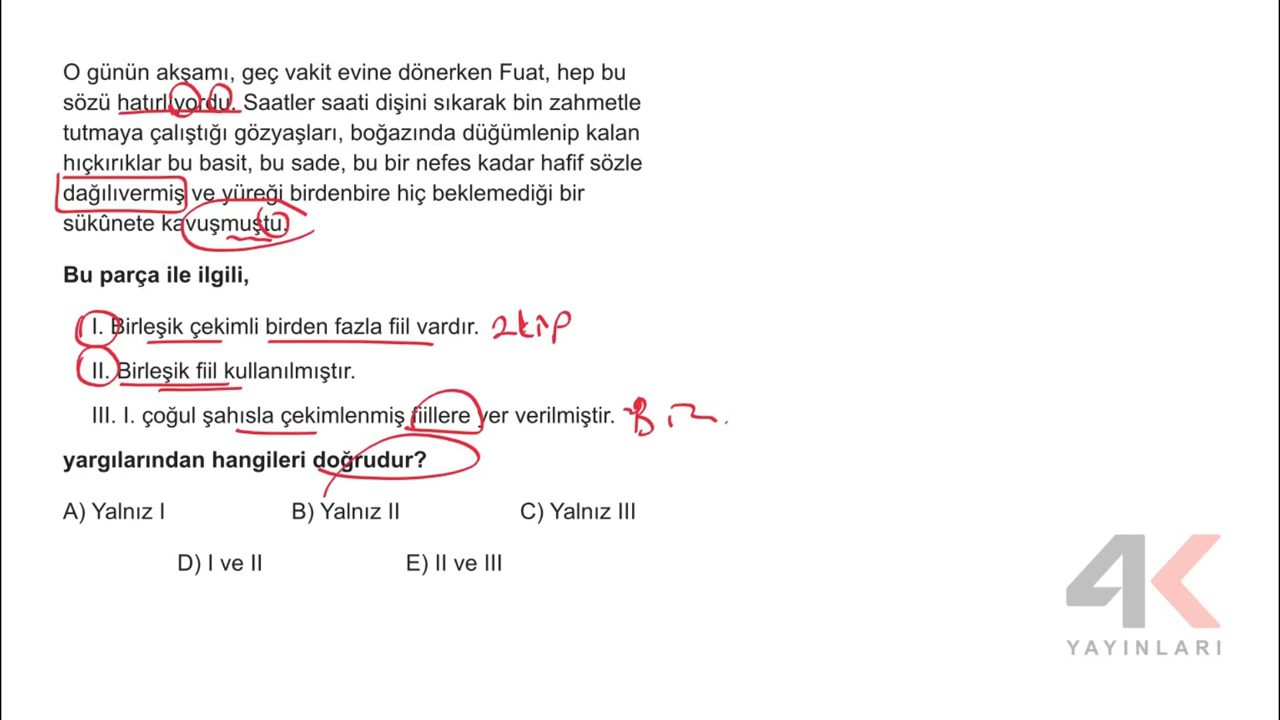 O günün akşamı, geç vakit evine dönerken Fuat, hep bu
sözü hatırlıyordu. Saatler saati dişini sıkarak bin zahmetle
tutmaya çalıştığı gözyaşları, boğazında düğümlenip kalan
hıçkırıklar bu basit, bu sade, bu bir nefes kadar hafif sözle
dağılıvermiş ve yüreği birdenbire hiç beklemediği bir
sükûnete kavuşmuştu.
Bu parça ile ilgili,
I. Birleşik çekimli birden fazla fiil vardır. 2 kip
II. Birleşik fiil kullanılmıştır.
III. I. çoğul şahısla çekimlenmiş fiillere yer verilmiştir. Biz
yargılarından hangileri doğrudur?
A) Yalnız I B) Yalnız II C) Yalnız III
D) I ve II E) II ve III
4K
YAYINLARI